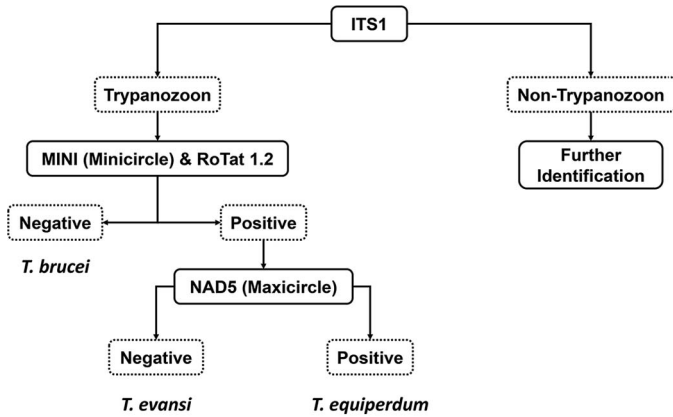 ITS1
Trypanozoon
Non-Trypanozoon
MINI (Minicircle) & RoTat 1.2
Further
Identification
Negative
Positive
T. brucei
NAD5 (Maxicircle)
Negative
Positive
T. evansi
T. equiperdum